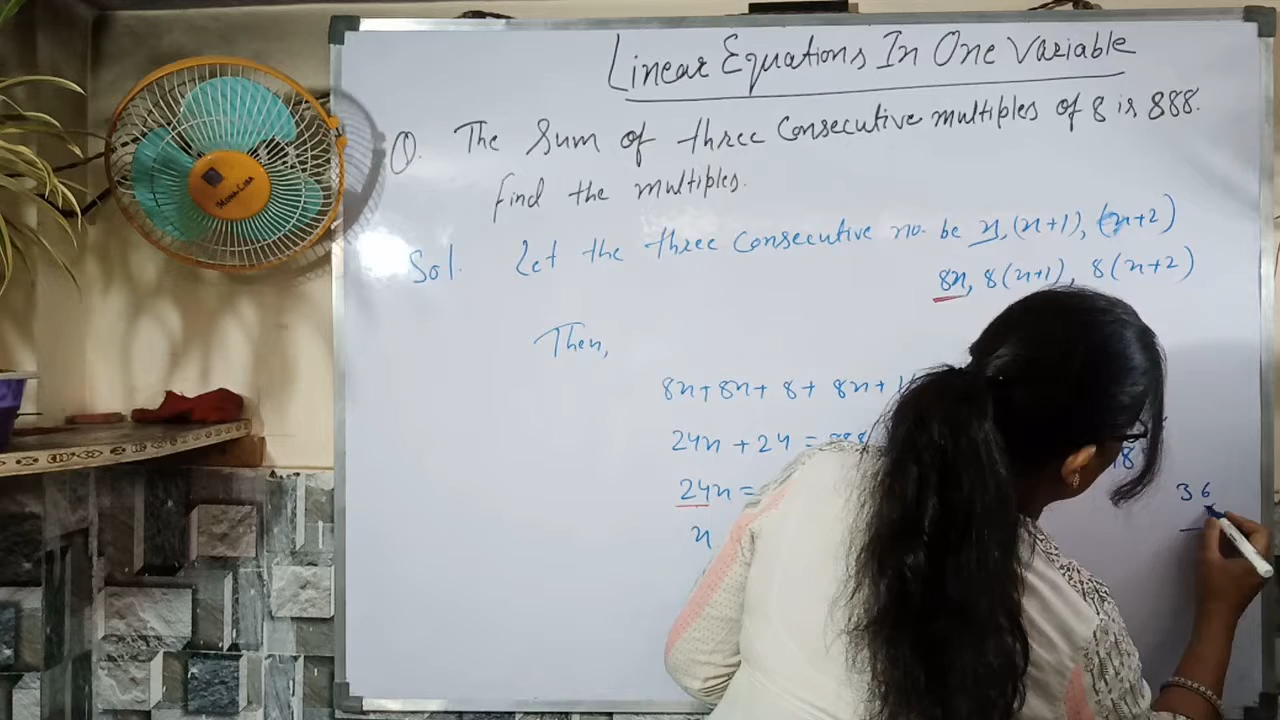 Linear Equations In One Variable
Q. The Sum of three Consecutive multiples of 8 is 888.
find the multiples.
Sol. Let the three Consecutive no. be n, (n+1), (n+2)
8n, 8(n+1), 8(n+2)
Then,
8n+8n+ 8+ 8n+
24n + 24 = 888
24n =
n
36